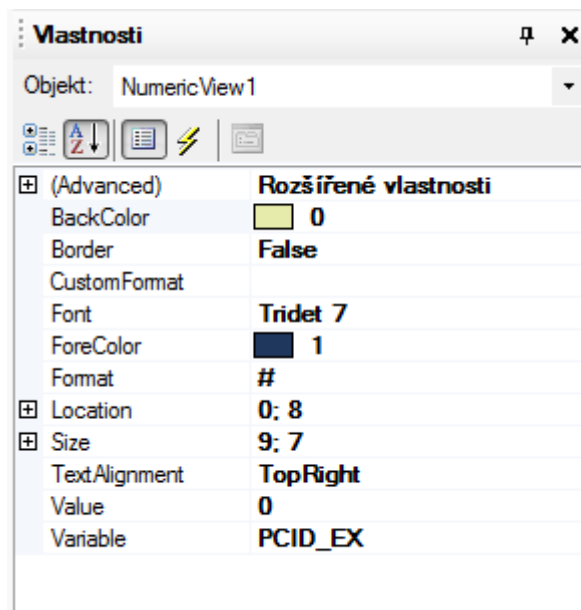 Vlastnosti
Objekt: NumericView1
(Advanced) Rozšířené vlastnosti
BackColor 0
Border False
CustomFormat
Font Tridet 7
ForeColor 1
Format #
Location 0; 8
Size 9; 7
TextAlignment TopRight
Value 0
Variable PCID_EX